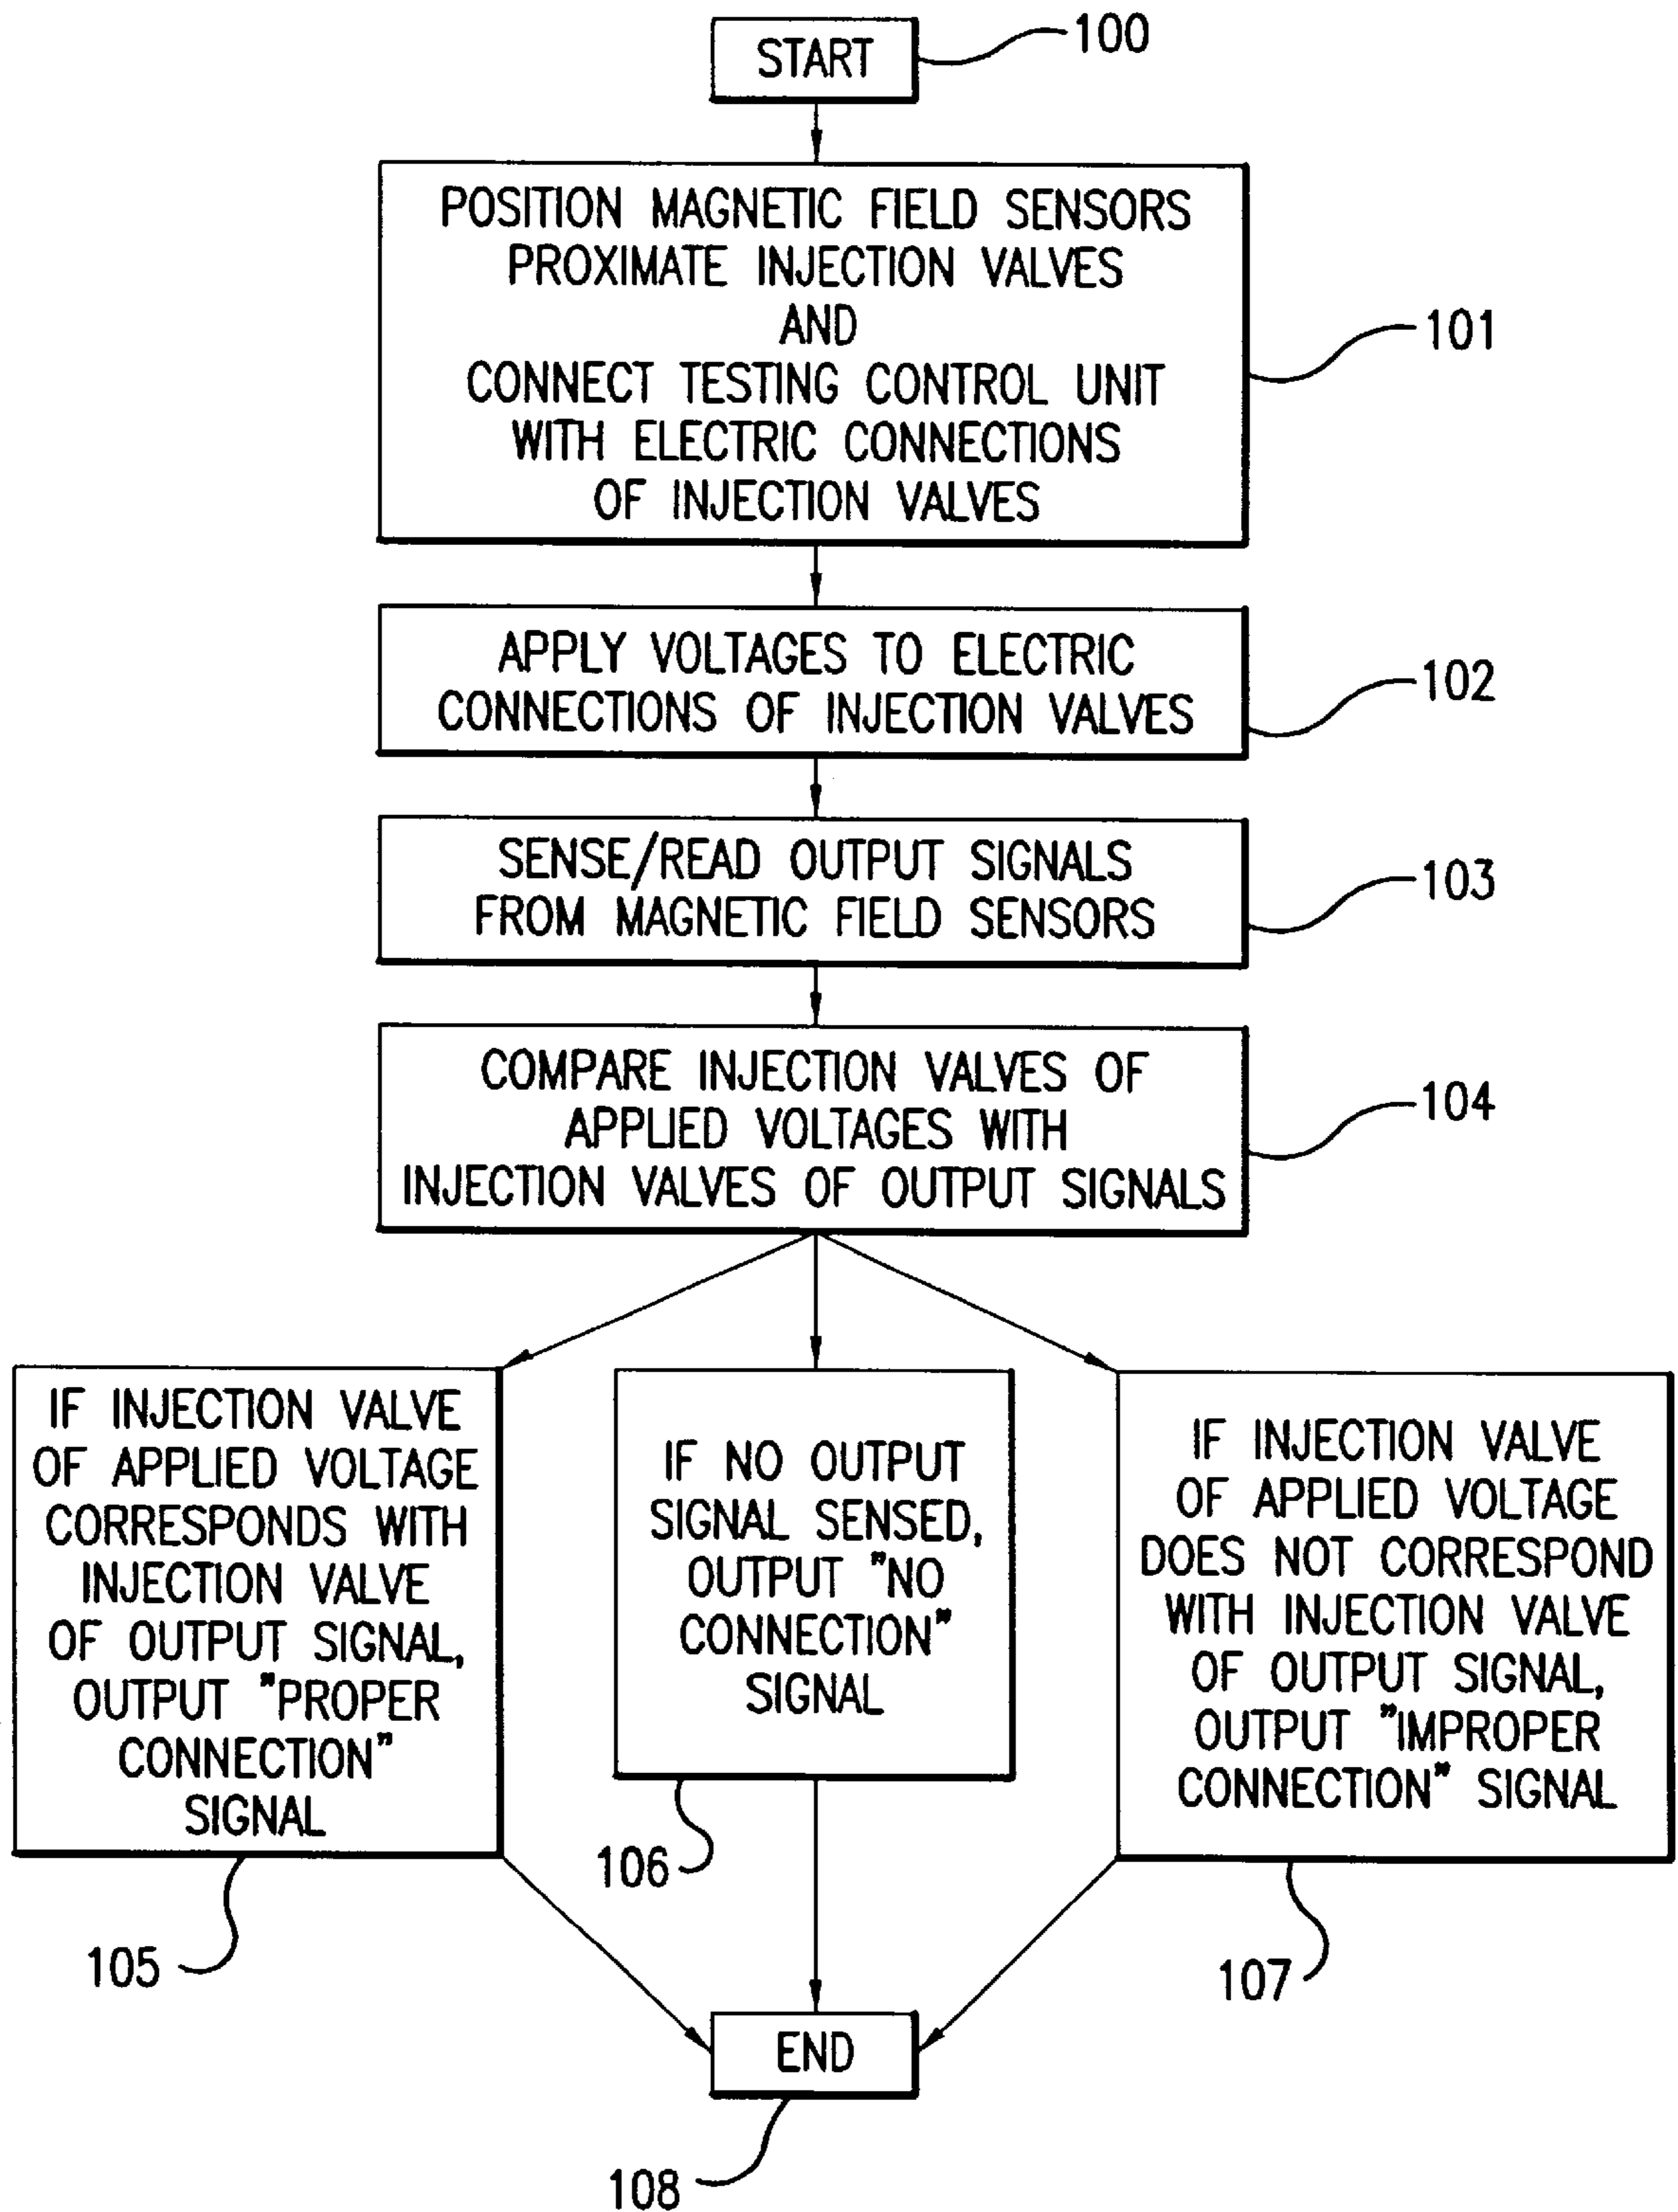 START
100
POSITION MAGNETIC FIELD SENSORS
PROXIMATE INJECTION VALVES
AND
CONNECT TESTING CONTROL UNIT
WITH ELECTRIC CONNECTIONS
OF INJECTION VALVES
101
APPLY VOLTAGES TO ELECTRIC
CONNECTIONS OF INJECTION VALVES
102
SENSE/READ OUTPUT SIGNALS
FROM MAGNETIC FIELD SENSORS
103
COMPARE INJECTION VALVES OF
APPLIED VOLTAGES WITH
INJECTION VALVES OF OUTPUT SIGNALS
104
IF INJECTION VALVE
OF APPLIED VOLTAGE
CORRESPONDS WITH
INJECTION VALVE
OF OUTPUT SIGNAL,
OUTPUT "PROPER
CONNECTION"
SIGNAL
105
IF NO OUTPUT
SIGNAL SENSED,
OUTPUT "NO
CONNECTION"
SIGNAL
106
IF INJECTION VALVE
OF APPLIED VOLTAGE
DOES NOT CORRESPOND
WITH INJECTION VALVE
OF OUTPUT SIGNAL,
OUTPUT "IMPROPER
CONNECTION" SIGNAL
107
END
108